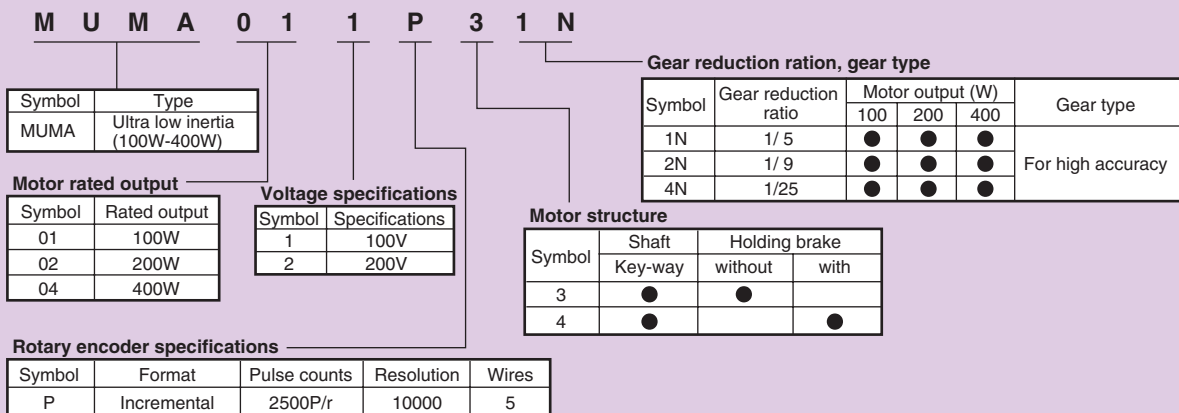 M U M A 0 1 1 P 3 1 N
Gear reduction ration, gear type
Symbol Gear reduction ratio Motor output (W) Gear type
100 200 400
1N 1/ 5 ● ● ●
2N 1/ 9 ● ● ● For high accuracy
4N 1/25 ● ● ●
Symbol Type
MUMA Ultra low inertia
(100W-400W)
Motor rated output
Symbol Rated output
01 100W
02 200W
04 400W
Voltage specifications
Symbol Specifications
1 100V
2 200V
Motor structure
Symbol Shaft Holding brake
Key-way without with
3 ● ●
4 ● ●
Rotary encoder specifications
Symbol Format Pulse counts Resolution Wires
P Incremental 2500P/r 10000 5